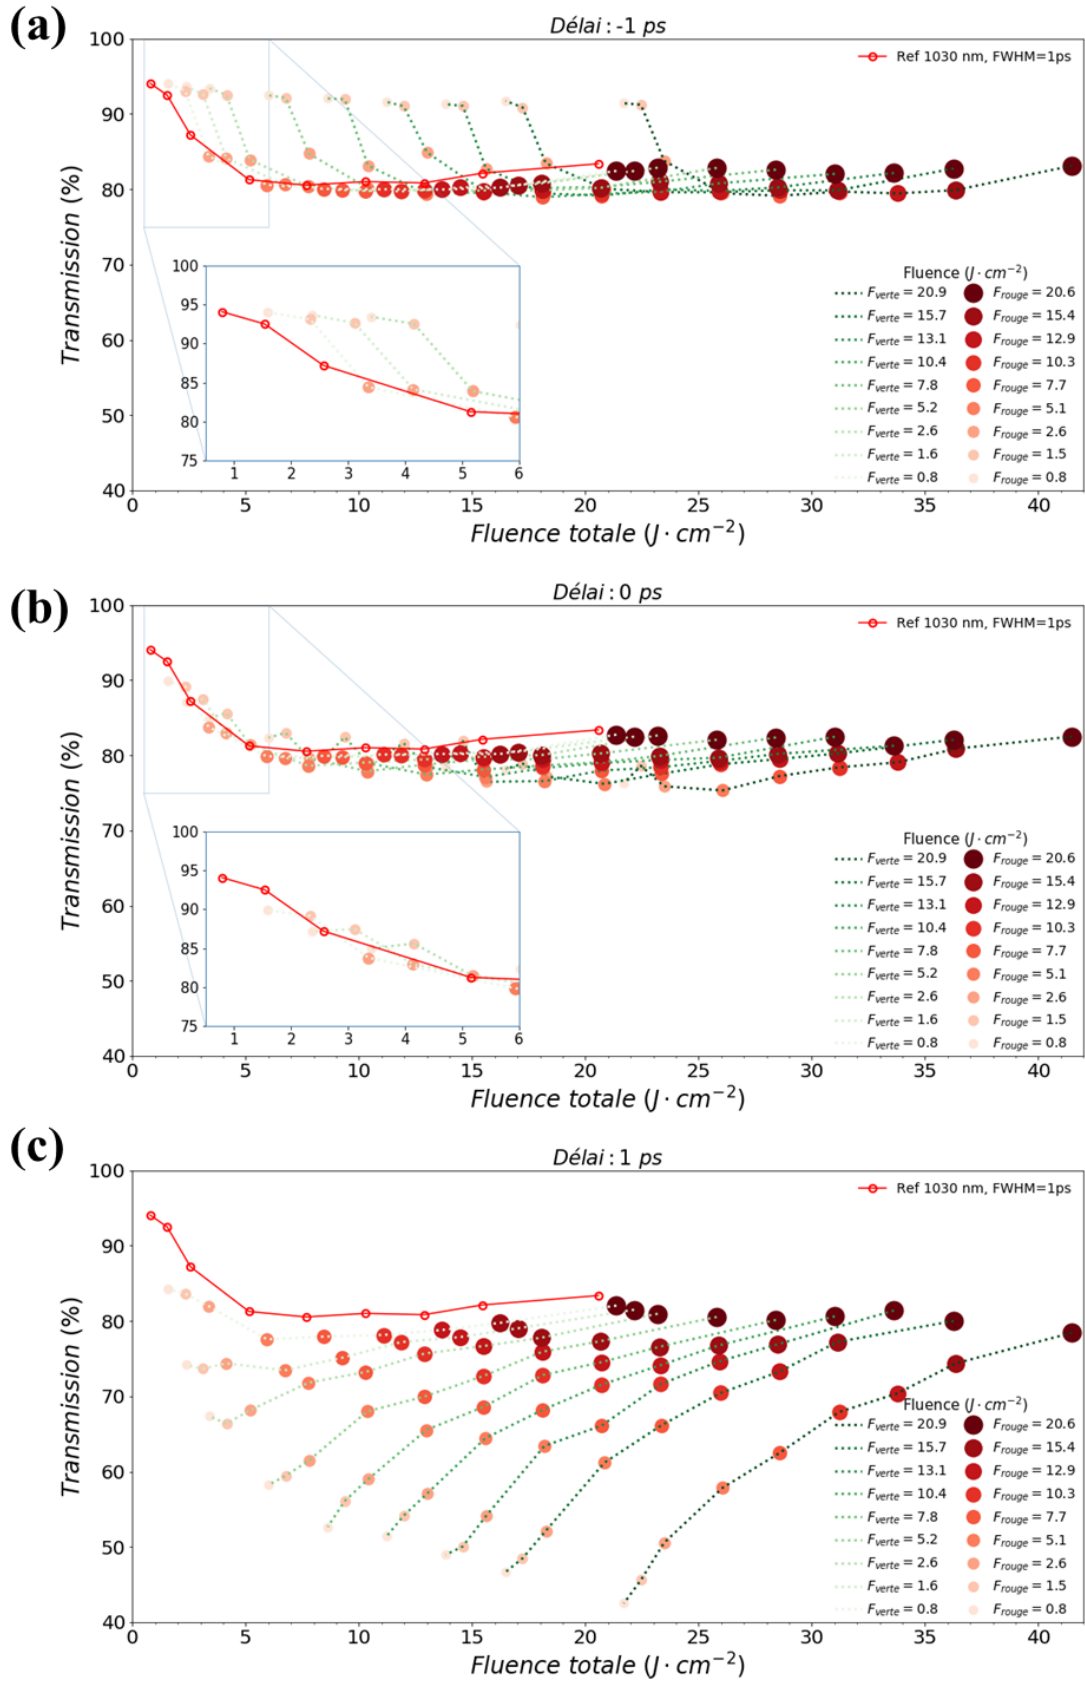 (a)
Délai : -1 ps
Ref 1030 nm, FWHM=1ps
Transmission (%)
100
90
80
70
60
50
40
100
95
90
85
80
75
1 2 3 4 5 6
Fluence (J · cm⁻²)
F_verte = 20.9 F_rouge = 20.6
F_verte = 15.7 F_rouge = 15.4
F_verte = 13.1 F_rouge = 12.9
F_verte = 10.4 F_rouge = 10.3
F_verte = 7.8 F_rouge = 7.7
F_verte = 5.2 F_rouge = 5.1
F_verte = 2.6 F_rouge = 2.6
F_verte = 1.6 F_rouge = 1.5
F_verte = 0.8 F_rouge = 0.8
0 5 10 15 20 25 30 35 40
Fluence totale (J · cm⁻²)
(b)
Délai : 0 ps
Ref 1030 nm, FWHM=1ps
Transmission (%)
100
90
80
70
60
50
40
100
95
90
85
80
75
1 2 3 4 5 6
Fluence (J · cm⁻²)
F_verte = 20.9 F_rouge = 20.6
F_verte = 15.7 F_rouge = 15.4
F_verte = 13.1 F_rouge = 12.9
F_verte = 10.4 F_rouge = 10.3
F_verte = 7.8 F_rouge = 7.7
F_verte = 5.2 F_rouge = 5.1
F_verte = 2.6 F_rouge = 2.6
F_verte = 1.6 F_rouge = 1.5
F_verte = 0.8 F_rouge = 0.8
0 5 10 15 20 25 30 35 40
Fluence totale (J · cm⁻²)
(c)
Délai : 1 ps
Ref 1030 nm, FWHM=1ps
Transmission (%)
100
90
80
70
60
50
40
Fluence (J · cm⁻²)
F_verte = 20.9 F_rouge = 20.6
F_verte = 15.7 F_rouge = 15.4
F_verte = 13.1 F_rouge = 12.9
F_verte = 10.4 F_rouge = 10.3
F_verte = 7.8 F_rouge = 7.7
F_verte = 5.2 F_rouge = 5.1
F_verte = 2.6 F_rouge = 2.6
F_verte = 1.6 F_rouge = 1.5
F_verte = 0.8 F_rouge = 0.8
0 5 10 15 20 25 30 35 40
Fluence totale (J · cm⁻²)